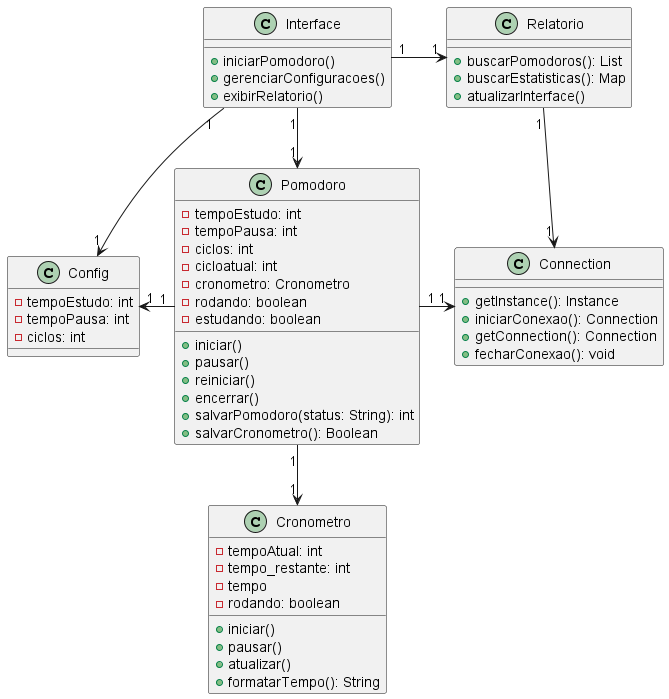 C Interface
+ iniciarPomodoro()
+ gerenciarConfiguracoes()
+ exibirRelatorio()
C Relatorio
buscarPomodoros(): List
buscarEstatisticas(): Map
atualizarInterface()
1 1
1
1
1
1
1
1
C Pomodoro
tempoEstudo: int
tempoPausa: int
ciclos: int
cicloatual: int
cronometro: Cronometro
rodando: boolean
estudando: boolean
iniciar()
pausar()
reiniciar()
encerrar()
salvarPomodoro(status: String): int
salvarCronometro(): Boolean
C Config
tempoEstudo: int
tempoPausa: int
ciclos: int
1 1
1 1
C Connection
getInstance(): Instance
iniciarConexao(): Connection
getConnection(): Connection
fecharConexao(): void
1
1
C Cronometro
tempoAtual: int
tempo_restante: int
tempo
rodando: boolean
iniciar()
pausar()
atualizar()
formatarTempo(): String